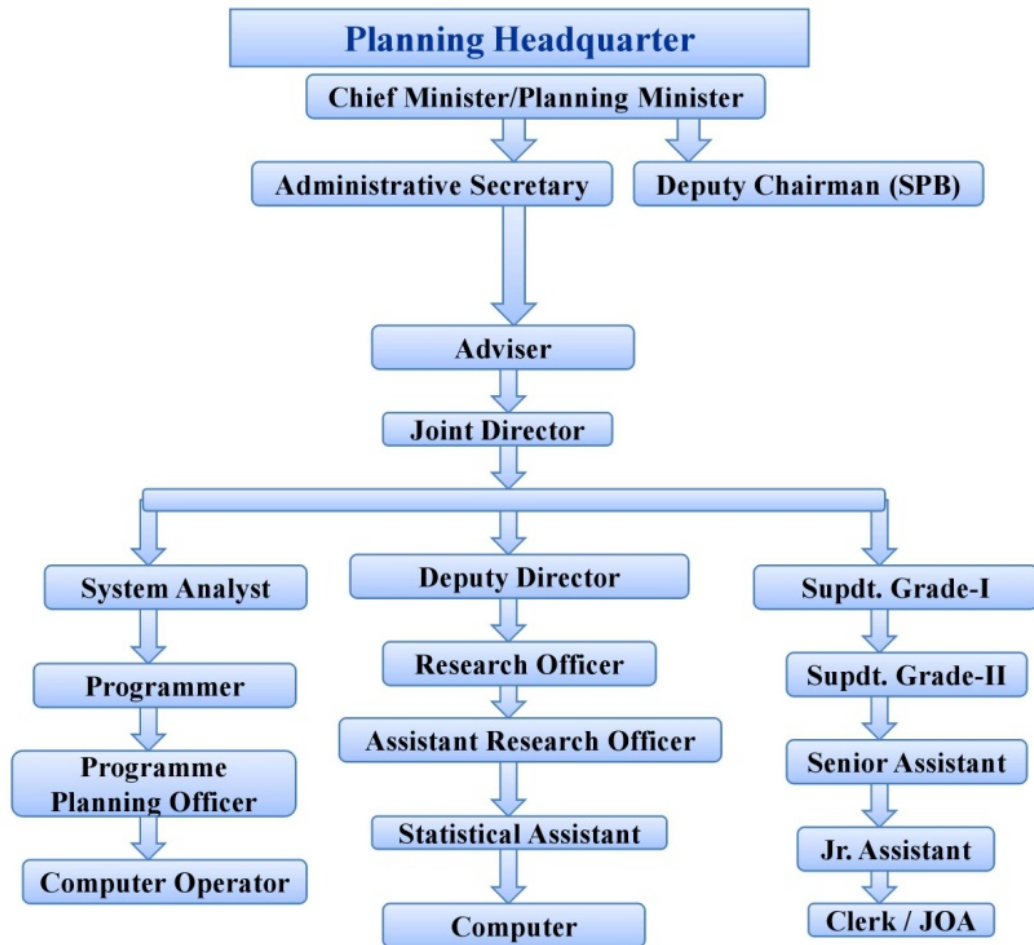 Planning Headquarter
Chief Minister/Planning Minister
Administrative Secretary
Deputy Chairman (SPB)
Adviser
Joint Director
System Analyst
Programmer
Programme
Planning Officer
Computer Operator
Deputy Director
Research Officer
Assistant Research Officer
Statistical Assistant
Computer
Supdt. Grade-I
Supdt. Grade-II
Senior Assistant
Jr. Assistant
Clerk / JOA